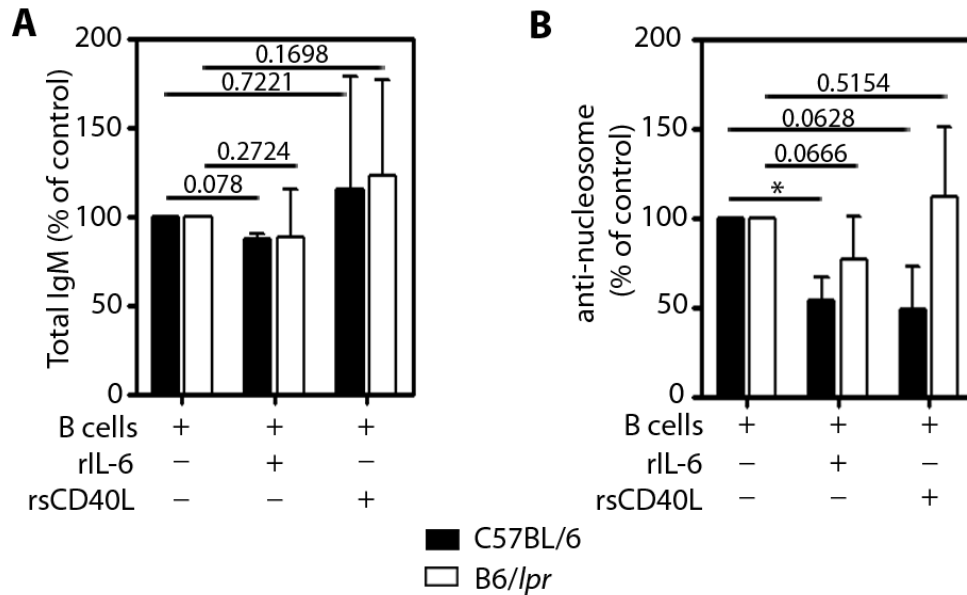 A
Total IgM (% of control)
200
150
100
50
0
0.1698
0.7221
0.2724
0.078
B cells + + +
rIL-6 – + –
rsCD40L – – +
B
anti-nucleosome
(% of control)
200
150
100
50
0
0.5154
0.0628
0.0666
*
B cells + + +
rIL-6 – + –
rsCD40L – – +
C57BL/6
B6/lpr